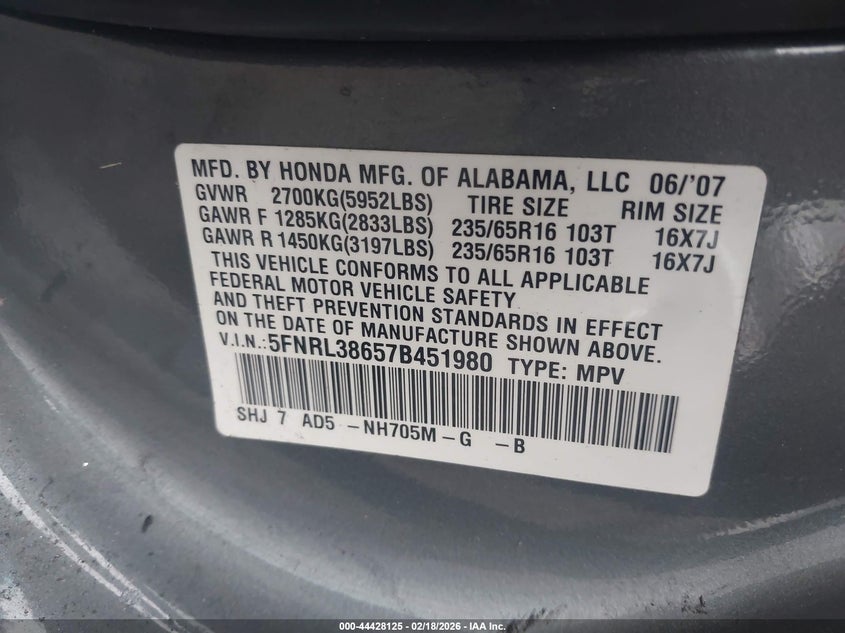 MFD. BY HONDA MFG. OF ALABAMA, LLC 06/'07
GVWR 2700KG(5952LBS) TIRE SIZE RIM SIZE
GAWR F 1285KG(2833LBS) 235/65R16 103T 16X7J
GAWR R 1450KG(3197LBS) 235/65R16 103T 16X7J
THIS VEHICLE CONFORMS TO ALL APPLICABLE
FEDERAL MOTOR VEHICLE SAFETY
AND THEFT PREVENTION STANDARDS IN EFFECT
ON THE DATE OF MANUFACTURE SHOWN ABOVE.
V.I.N.:5FNRL38657B451980 TYPE: MPV
SHJ 7 AD5 -NH705M-G -B
000-44428125 - 02/18/2026 - IAA Inc.